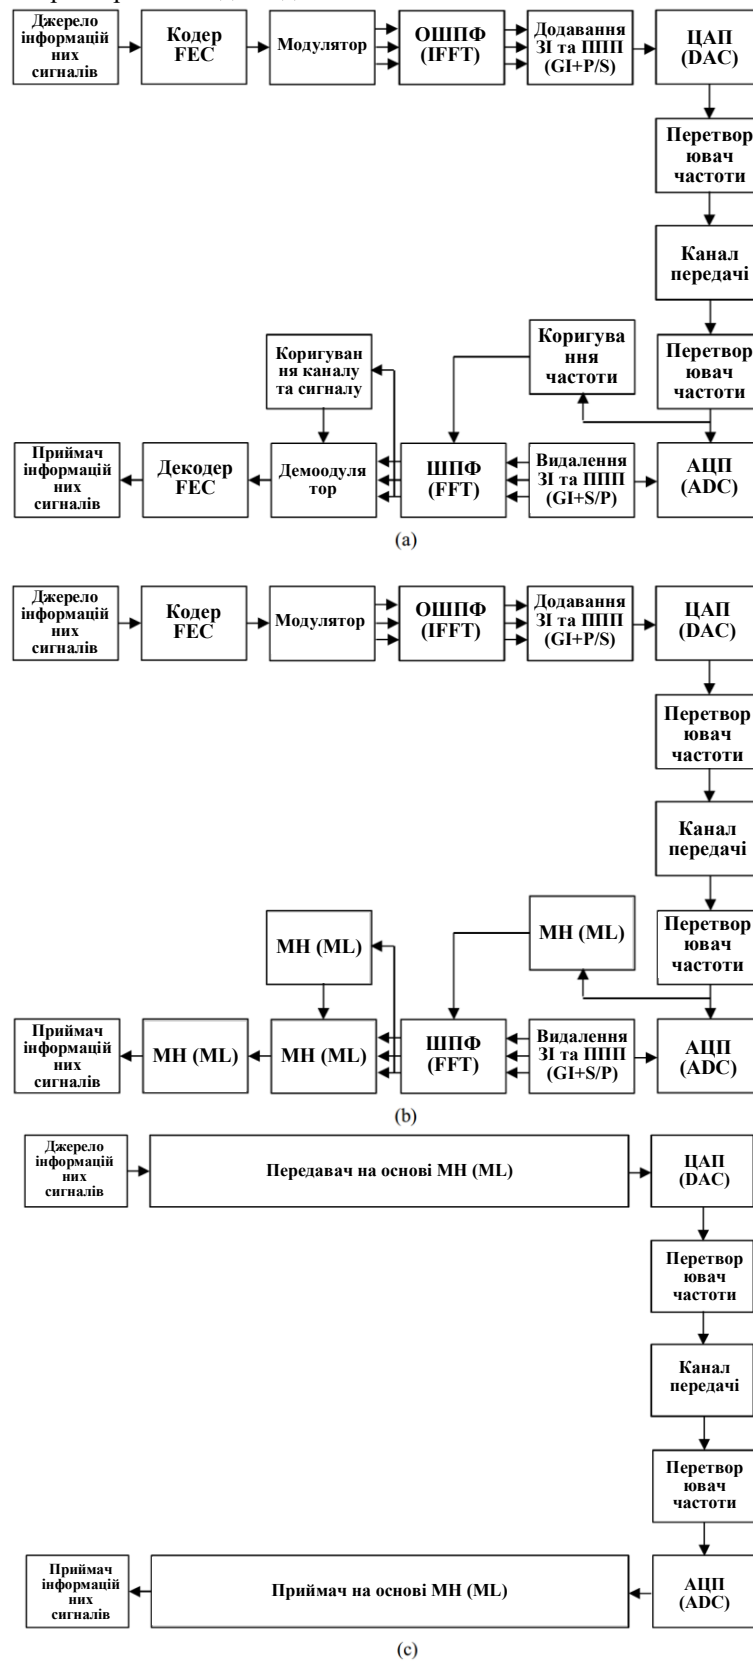 Джерело
інформацій
них
сигналів
Кодер
FEC
Модулятор
ОШПФ
(IFFT)
Додавання
ЗІ та ППП
(GI+P/S)
ЦАП
(DAC)
Перетвор
ювач
частоти
Канал
передачі
Перетвор
ювач
частоти
Коригува
ння
частоти
Коригуван
ня каналу
та сигналу
Приймач
інформацій
них
сигналів
Декодер
FEC
Демоодуля
тор
ШПФ
(FFT)
Видалення
ЗІ та ППП
(GI+S/P)
АЦП
(ADC)
(a)
Джерело
інформацій
них
сигналів
Кодер
FEC
Модулятор
ОШПФ
(IFFT)
Додавання
ЗІ та ППП
(GI+P/S)
ЦАП
(DAC)
Перетвор
ювач
частоти
Канал
передачі
Перетвор
ювач
частоти
МН (ML)
МН (ML)
Приймач
інформацій
них
сигналів
МН (ML)
МН (ML)
ШПФ
(FFT)
Видалення
ЗІ та ППП
(GI+S/P)
АЦП
(ADC)
(b)
Джерело
інформацій
них
сигналів
Передавач на основі МН (ML)
ЦАП
(DAC)
Перетвор
ювач
частоти
Канал
передачі
Перетвор
ювач
частоти
Приймач
інформацій
них
сигналів
Приймач на основі МН (ML)
АЦП
(ADC)
(c)